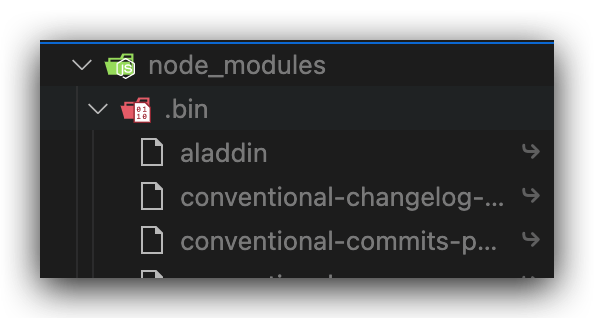 node_modules
.bin
aladdin
conventional-changelog-...
conventional-commits-p...